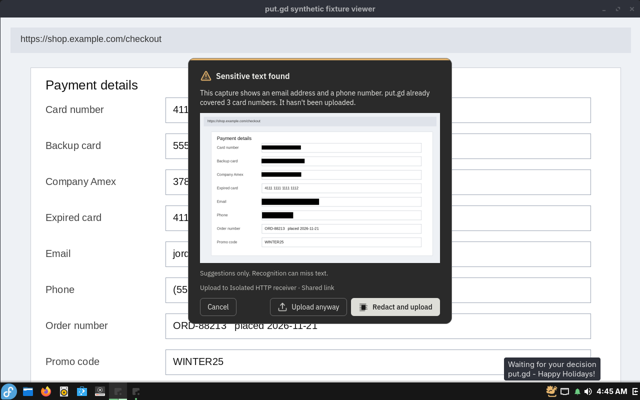 put.gd synthetic fixture viewer
https://shop.example.com/checkout
Payment details
Card number 411
Backup card 555
Company Amex 378
Expired card 411
Email jord
Phone (55
Order number ORD-88213 placed 2026-11-21
Promo code WINTER25
Sensitive text found
This capture shows an email address and a phone number. put.gd already
covered 3 card numbers. It hasn't been uploaded.
https://shop.example.com/checkout
Payment details
Card number
Backup card
Company Amex
Expired card
Email
Phone
Order number ORD-88213 placed 2026-11-21
Promo code WINTER25
Suggestions only. Recognition can miss text.
Upload to Isolated HTTP receiver · Shared link
Cancel
Upload anyway
Redact and upload
Waiting for your decision
put.gd - Happy Holidays!
4:45 AM